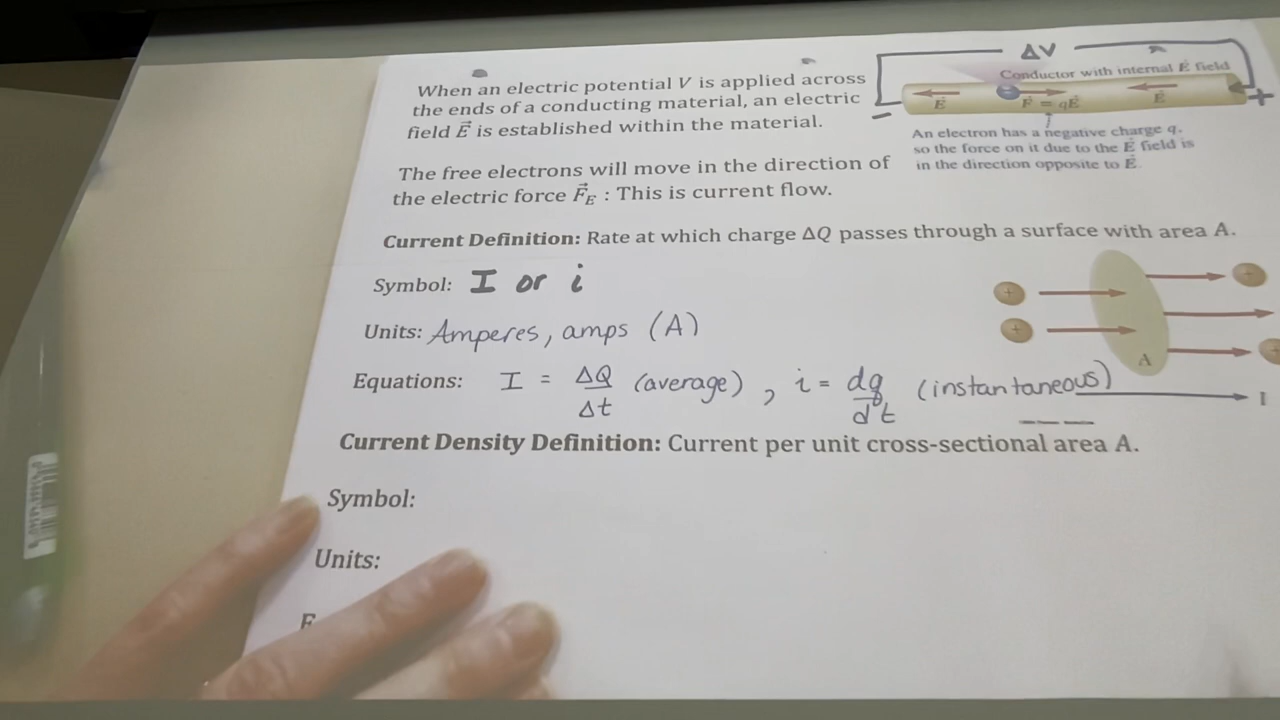 When an electric potential V is applied across
the ends of a conducting material, an electric
field E⃗ is established within the material.
ΔV
Conductor with internal E⃗ field
E⃗
F⃗ = qE⃗
E⃗
− +
An electron has a negative charge q,
so the force on it due to the E⃗ field is
in the direction opposite to E⃗.
The free electrons will move in the direction of
the electric force F⃗_E : This is current flow.
Current Definition: Rate at which charge ΔQ passes through a surface with area A.
Symbol: I or i
Units: Amperes, amps (A)
+
+
+
+
A
I
Equations: I = ΔQ/Δt (average), i = dq/dt (instantaneous)
Current Density Definition: Current per unit cross-sectional area A.
Symbol:
Units: